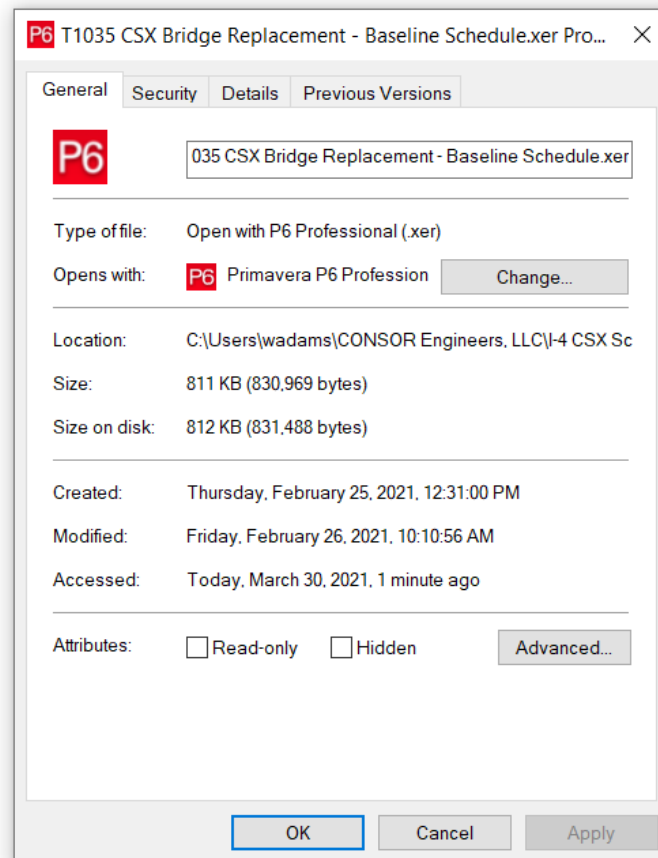 P6 T1035 CSX Bridge Replacement - Baseline Schedule.xer Pro...
General Security Details Previous Versions
P6 035 CSX Bridge Replacement - Baseline Schedule.xer
Type of file: Open with P6 Professional (.xer)
Opens with: P6 Primavera P6 Profession Change...
Location: C:\Users\wadams\CONSOR Engineers, LLC\I-4 CSX Sc
Size: 811 KB (830,969 bytes)
Size on disk: 812 KB (831,488 bytes)
Created: Thursday, February 25, 2021, 12:31:00 PM
Modified: Friday, February 26, 2021, 10:10:56 AM
Accessed: Today, March 30, 2021, 1 minute ago
Attributes: Read-only Hidden Advanced...
OK Cancel Apply